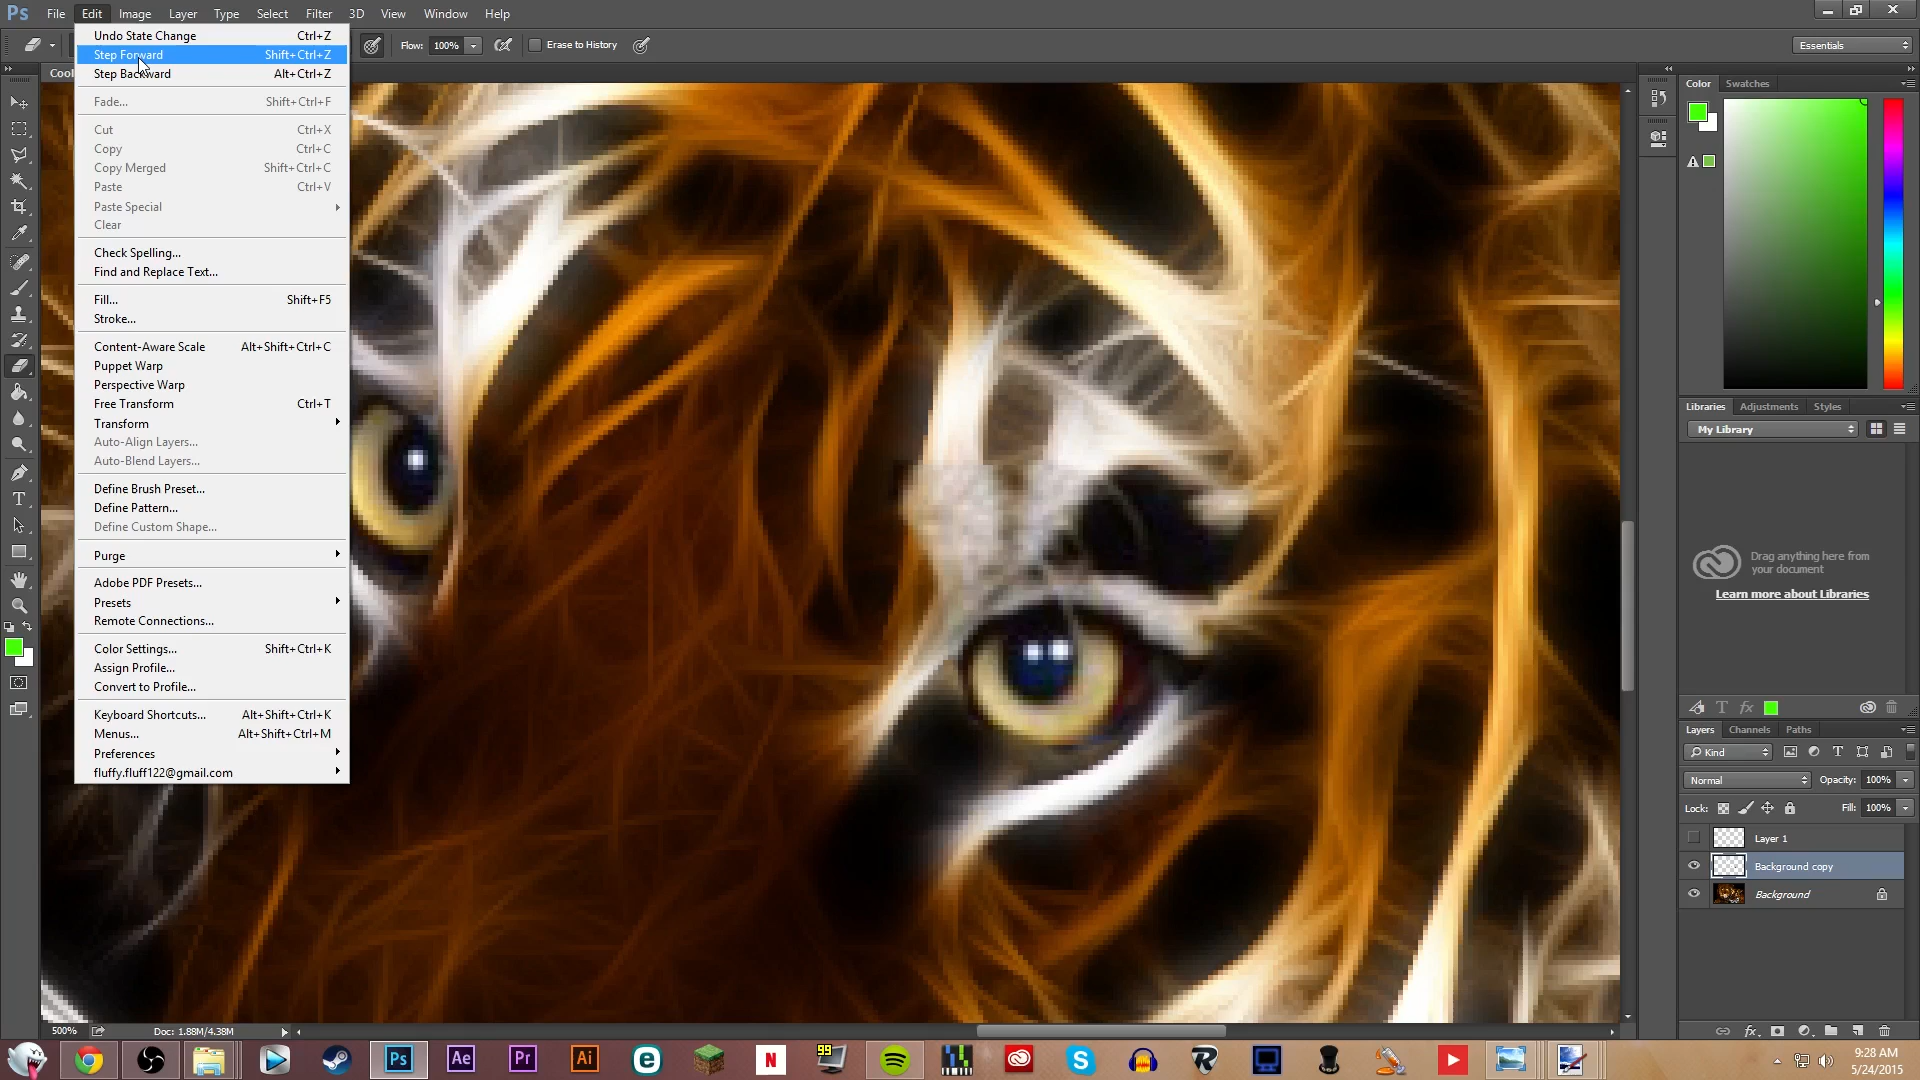 Ps File Edit Image Layer Type Select Filter 3D View Window Help
Flow: 100% Erase to History Essentials
Cool
Undo State Change Ctrl+Z
Step Forward Shift+Ctrl+Z
Step Backward Alt+Ctrl+Z
Fade... Shift+Ctrl+F
Cut Ctrl+X
Copy Ctrl+C
Copy Merged Shift+Ctrl+C
Paste Ctrl+V
Paste Special
Clear
Check Spelling...
Find and Replace Text...
Fill... Shift+F5
Stroke...
Content-Aware Scale Alt+Shift+Ctrl+C
Puppet Warp
Perspective Warp
Free Transform Ctrl+T
Transform
Auto-Align Layers...
Auto-Blend Layers...
Define Brush Preset...
Define Pattern...
Define Custom Shape...
Purge
Adobe PDF Presets...
Presets
Remote Connections...
Color Settings... Shift+Ctrl+K
Assign Profile...
Convert to Profile...
Keyboard Shortcuts... Alt+Shift+Ctrl+K
Menus... Alt+Shift+Ctrl+M
Preferences
fluffy.fluff122@gmail.com
Color Swatches
Libraries Adjustments Styles
My Library
Drag anything here from
your document
Learn more about Libraries
Layers Channels Paths
Kind
Normal Opacity: 100%
Lock: Fill: 100%
Layer 1
Background copy
Background
500% Doc: 1.88M/4.38M
Ps Ae Pr Ai N 99
9:28 AM
5/24/2015